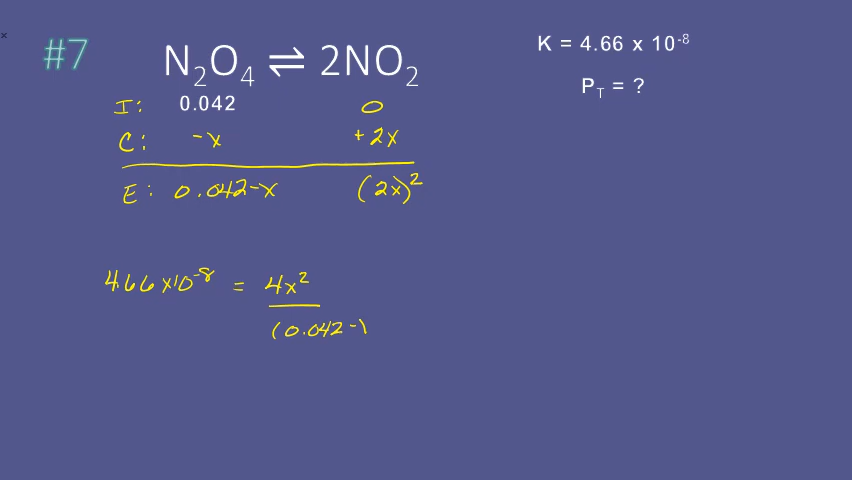 #7
N₂O₄ ⇌ 2NO₂
K = 4.66 x 10⁻⁸
P_T = ?
I: 0.042 0
C: -x +2x
E: 0.042-x (2x)²
4.66x10⁻⁸ = 4x² / (0.042-)